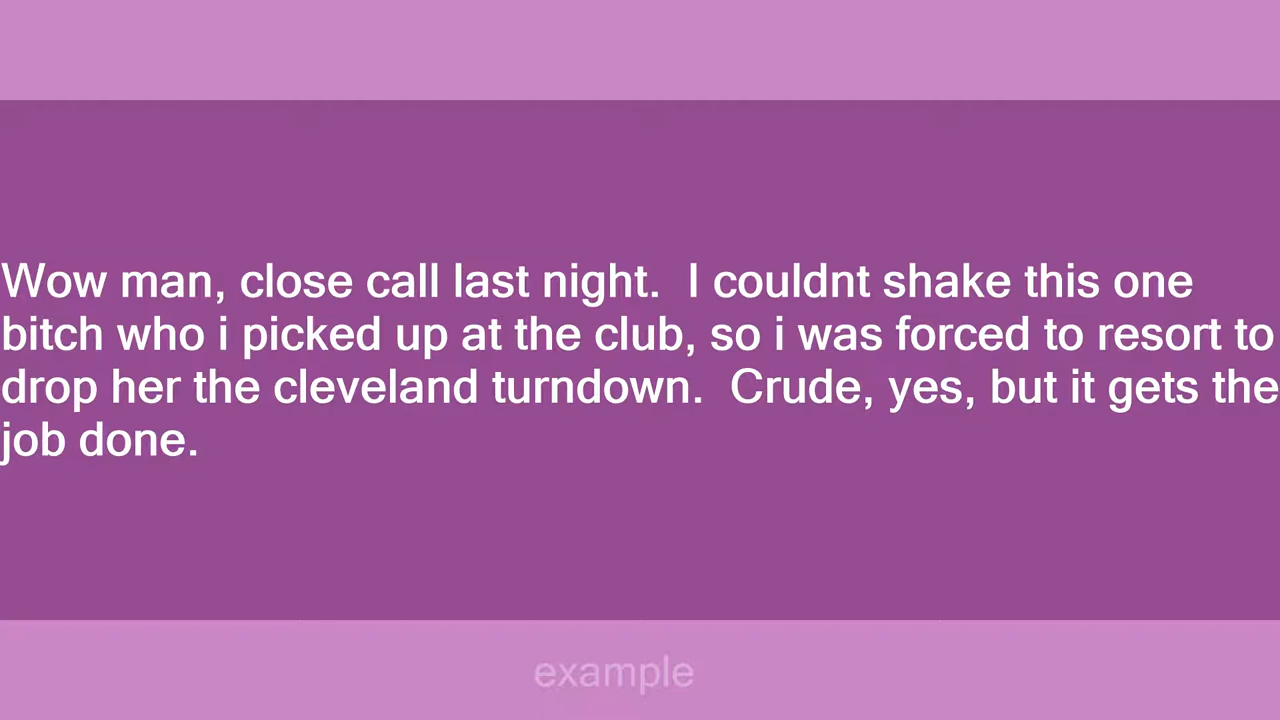 Wow man, close call last night.  I couldnt shake this one
bitch who i picked up at the club, so i was forced to resort to
drop her the cleveland turndown.  Crude, yes, but it gets the
job done.
example